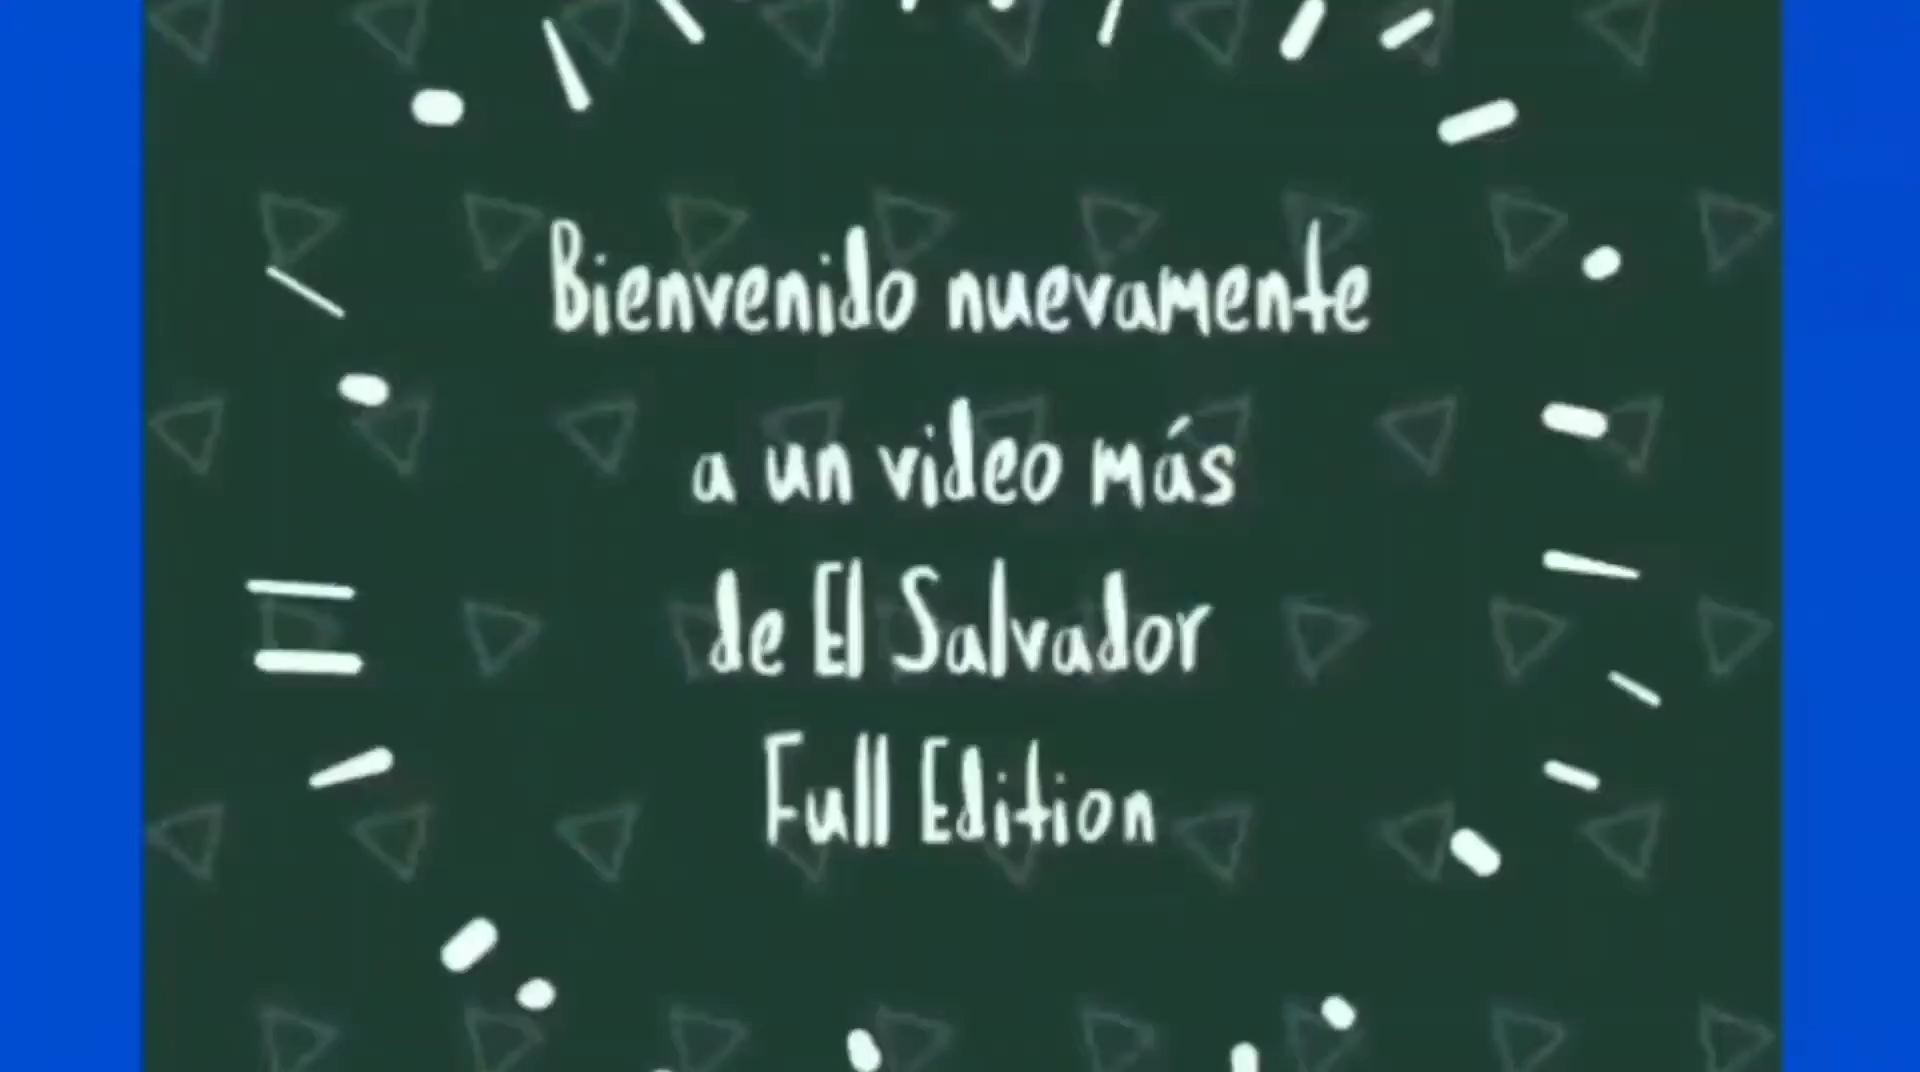 Bienvenido nuevamente
a un video más
de El Salvador
Full Edition